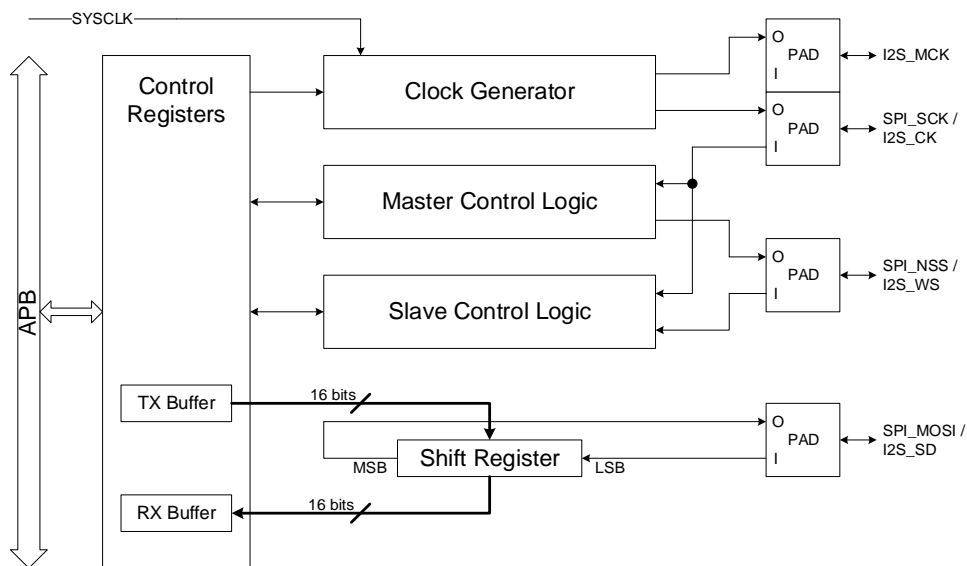 SYSCLK
APB
Control
Registers
Clock Generator
O
I
PAD
I2S_MCK
O
I
PAD
SPI_SCK /
I2S_CK
Master Control Logic
O
I
PAD
SPI_NSS /
I2S_WS
Slave Control Logic
TX Buffer
16 bits
O
I
PAD
SPI_MOSI /
I2S_SD
MSB
Shift Register
LSB
RX Buffer
16 bits